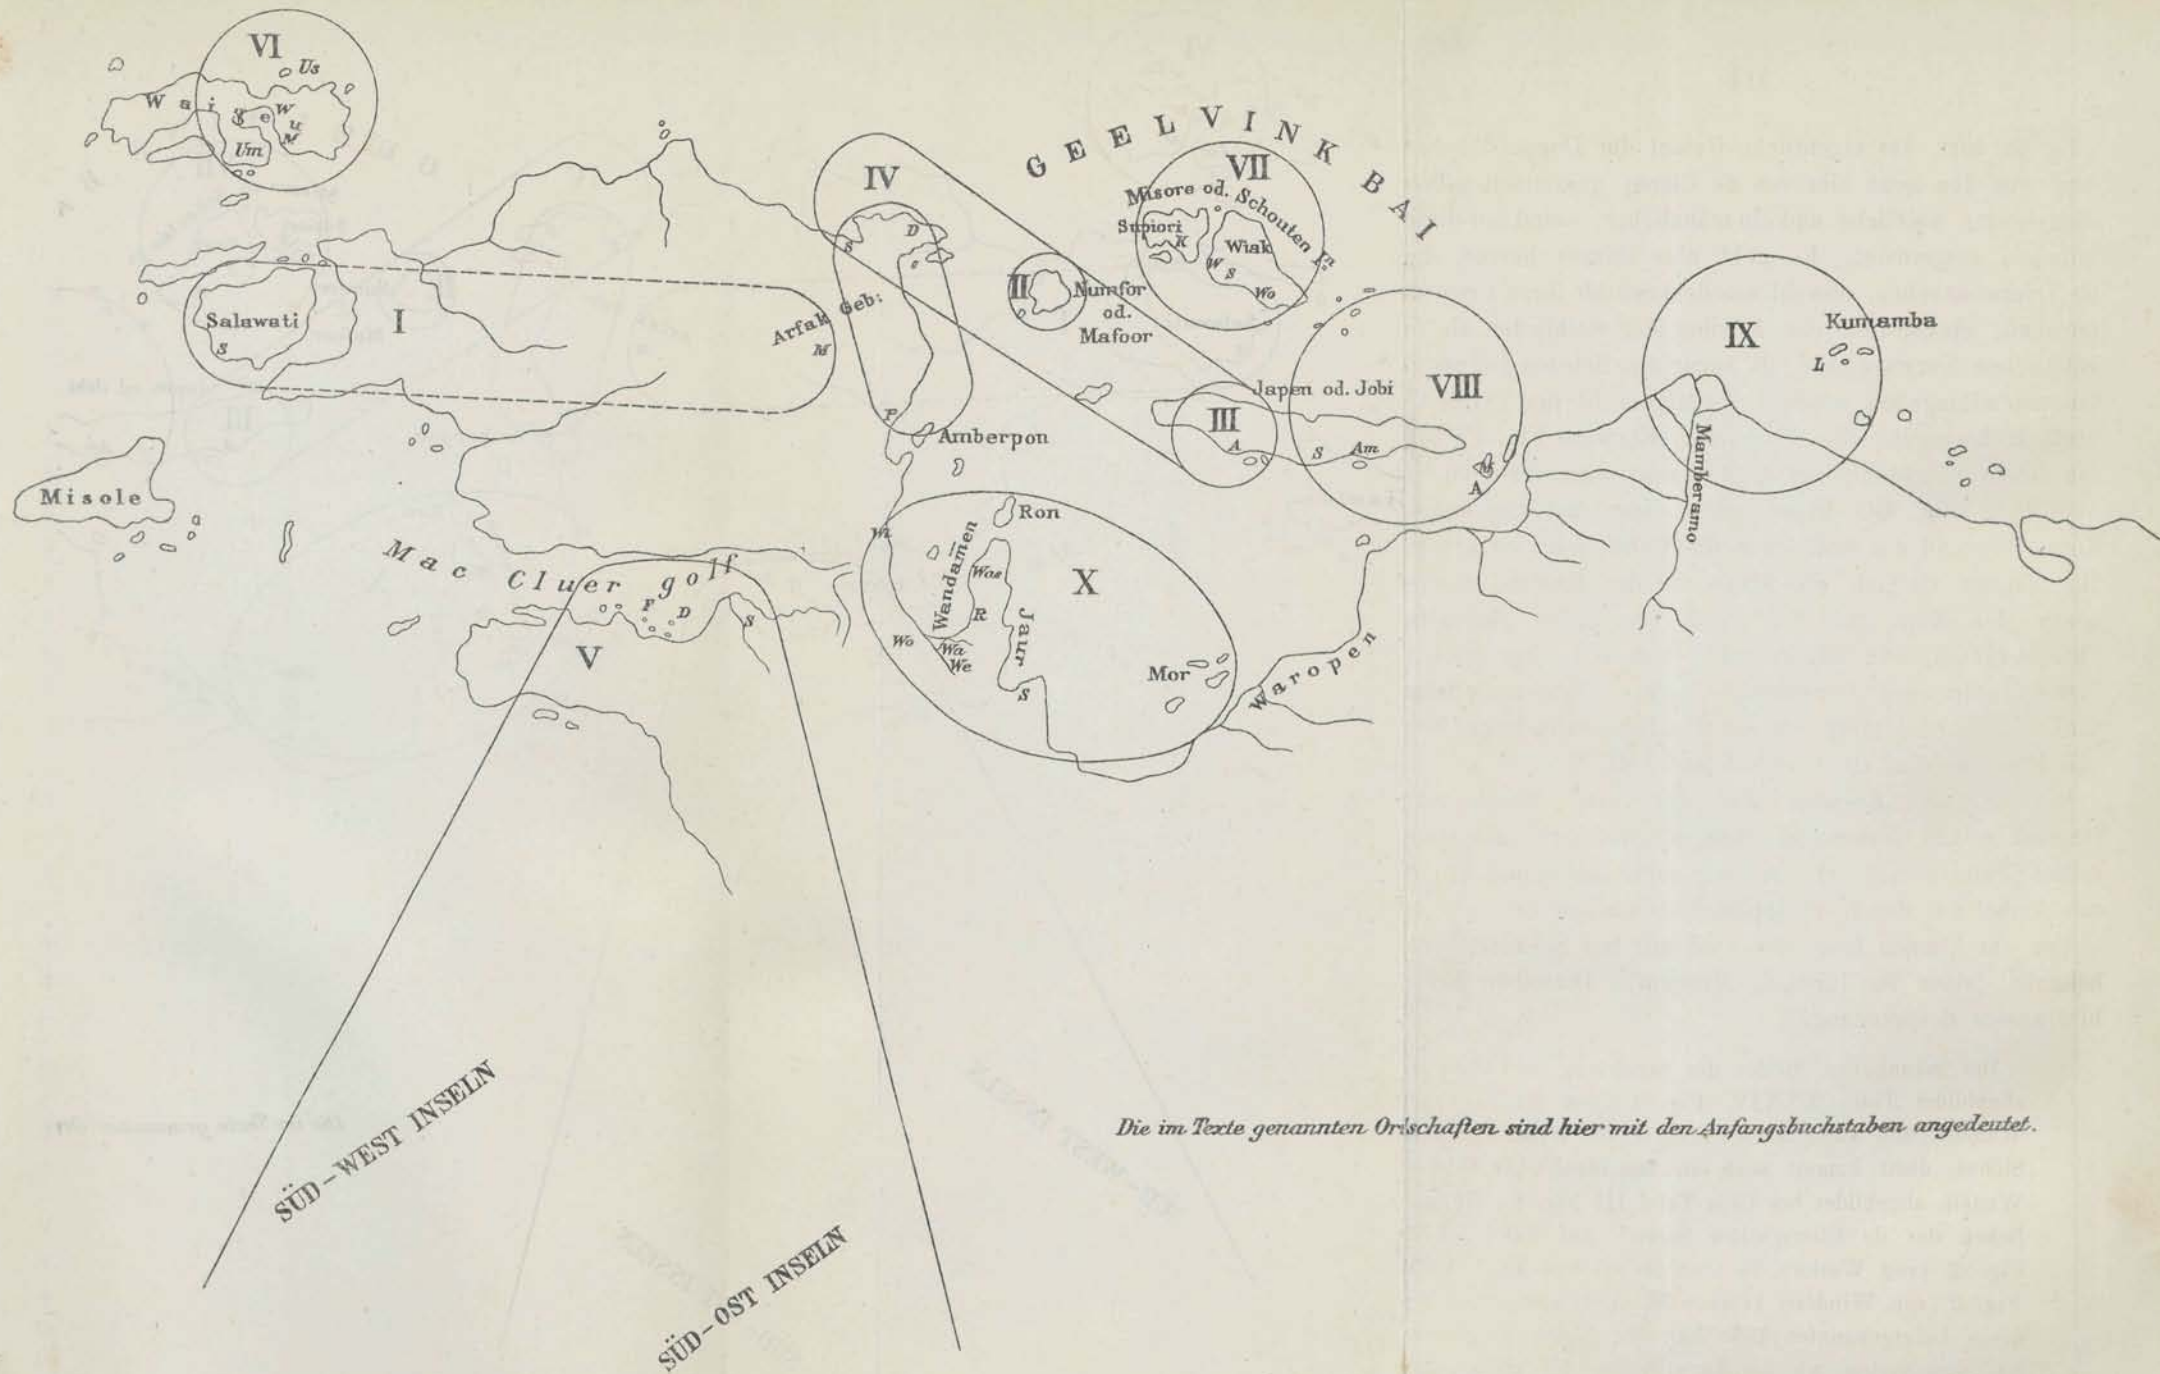 VI
Us
Waigeu
W
M
Um
GEELVINK BAI
IV
S
D
VII
Misore od. Schouten In.
Supiori
K
Wiak
W
S
Wo
II
Numfor
od.
Mafoor
Salawati
S
I
Arfak Geb:
M
IX
Kumamba
L
Japen od. Jobi
VIII
III
A
S
Am
M
A
Amberpon
Mamberamo
Misole
Ron
Wi
Wandamen
Was
X
R
Jaur
Wo
Wa
We
S
Mor
Waropen
Mac Cluer golf
D
S
V
Die im Texte genannten Ortschaften sind hier mit den Anfangsbuchstaben angedeutet.
SÜD-WEST INSELN
SÜD-OST INSELN